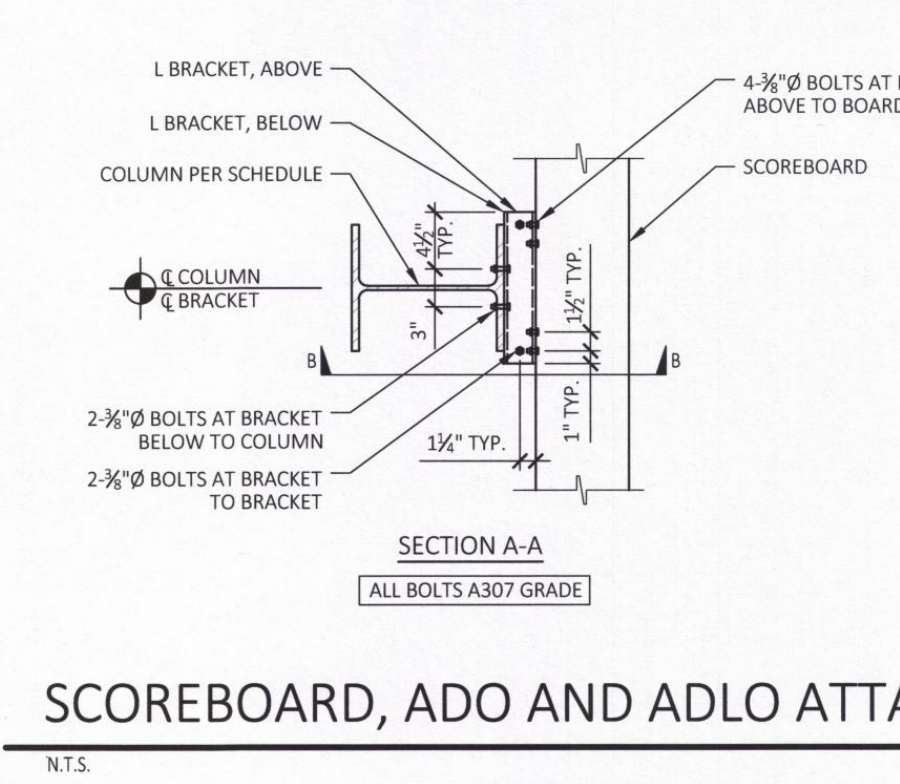 L BRACKET, ABOVE
L BRACKET, BELOW
COLUMN PER SCHEDULE
4-⅜"Ø BOLTS AT
ABOVE TO BOARD
SCOREBOARD
4½"
TYP.
℄ COLUMN
℄ BRACKET
3"
1½" TYP.
B
B
2-⅜"Ø BOLTS AT BRACKET
BELOW TO COLUMN
1¼" TYP.
1" TYP.
2-⅜"Ø BOLTS AT BRACKET
TO BRACKET
SECTION A-A
ALL BOLTS A307 GRADE
SCOREBOARD, ADO AND ADLO ATTA
N.T.S.